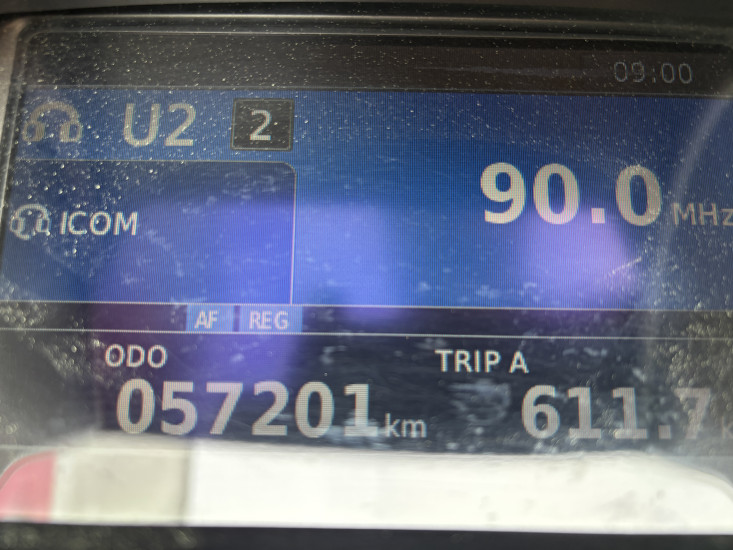 09:00
U2 2
90.0 MHz
ICOM
AF REG
ODO TRIP A
057201 km 611.7 k